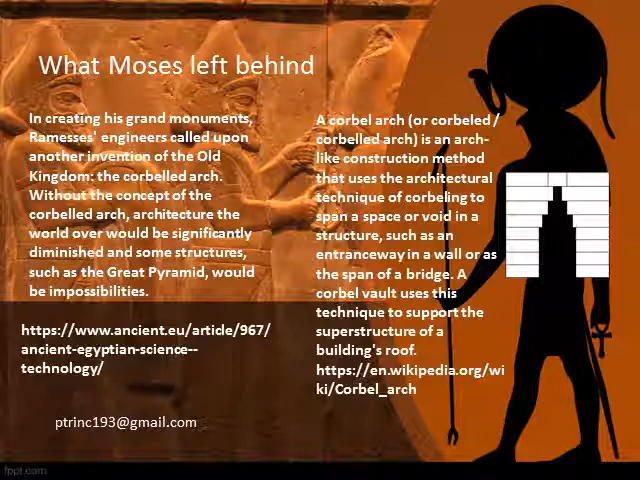 What Moses left behind
In creating his grand monuments,
Ramesses' engineers called upon
another invention of the Old
Kingdom: the corbelled arch.
Without the concept of the
corbelled arch, architecture the
world over would be significantly
diminished and some structures,
such as the Great Pyramid, would
be impossibilities.
https://www.ancient.eu/article/967/
ancient-egyptian-science--
technology/
ptrinc193@gmail.com
A corbel arch (or corbeled /
corbelled arch) is an arch-
like construction method
that uses the architectural
technique of corbeling to
span a space or void in a
structure, such as an
entranceway in a wall or as
the span of a bridge. A
corbel vault uses this
technique to support the
superstructure of a
building's roof.
https://en.wikipedia.org/wi
ki/Corbel_arch
fppt.com